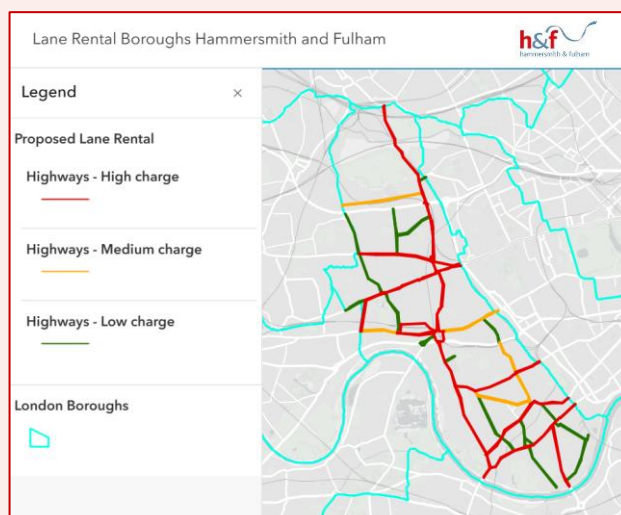 Lane Rental Boroughs Hammersmith and Fulham
h&f
hammersmith & fulham
Legend
Proposed Lane Rental
Highways - High charge
Highways - Medium charge
Highways - Low charge
London Boroughs